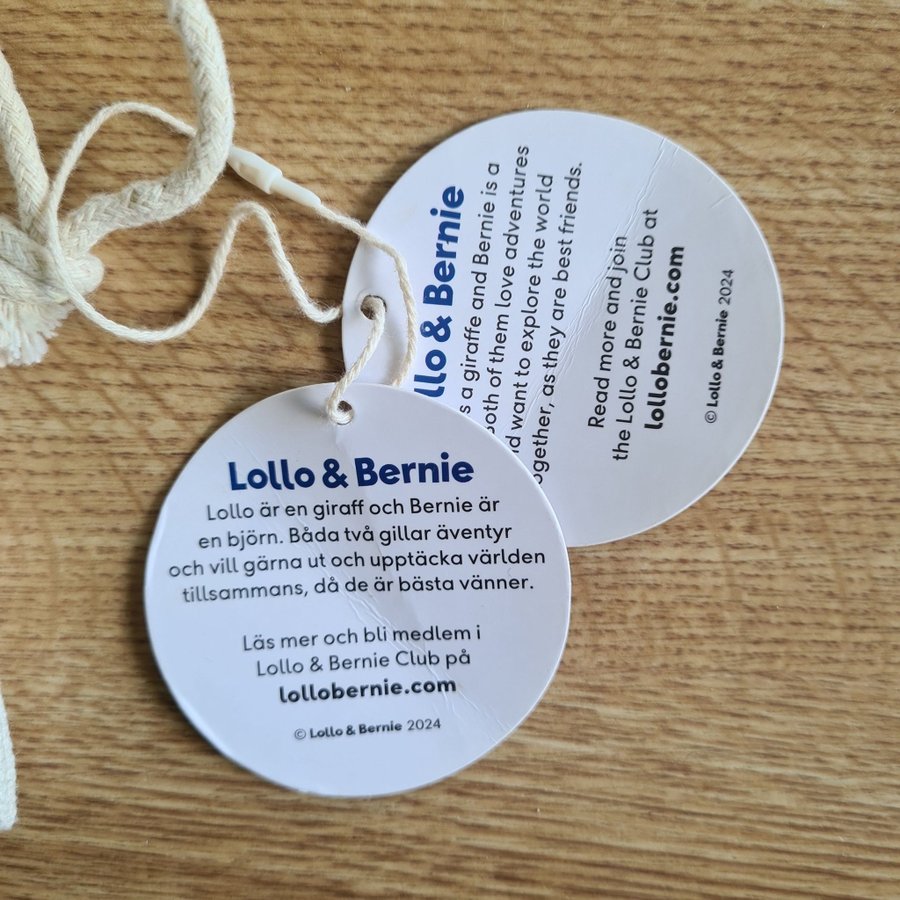 Lollo & Bernie
Lollo är en giraff och Bernie är
en björn. Båda två gillar äventyr
och vill gärna ut och upptäcka världen
tillsammans, då de är bästa vänner.
Läs mer och bli medlem i
Lollo & Bernie Club på
lollobernie.com
© Lollo & Bernie 2024
llo & Bernie
s a giraffe and Bernie is a
both of them love adventures
d want to explore the world
ogether, as they are best friends.
Read more and join
the Lollo & Bernie Club at
lollobernie.com
© Lollo & Bernie 2024